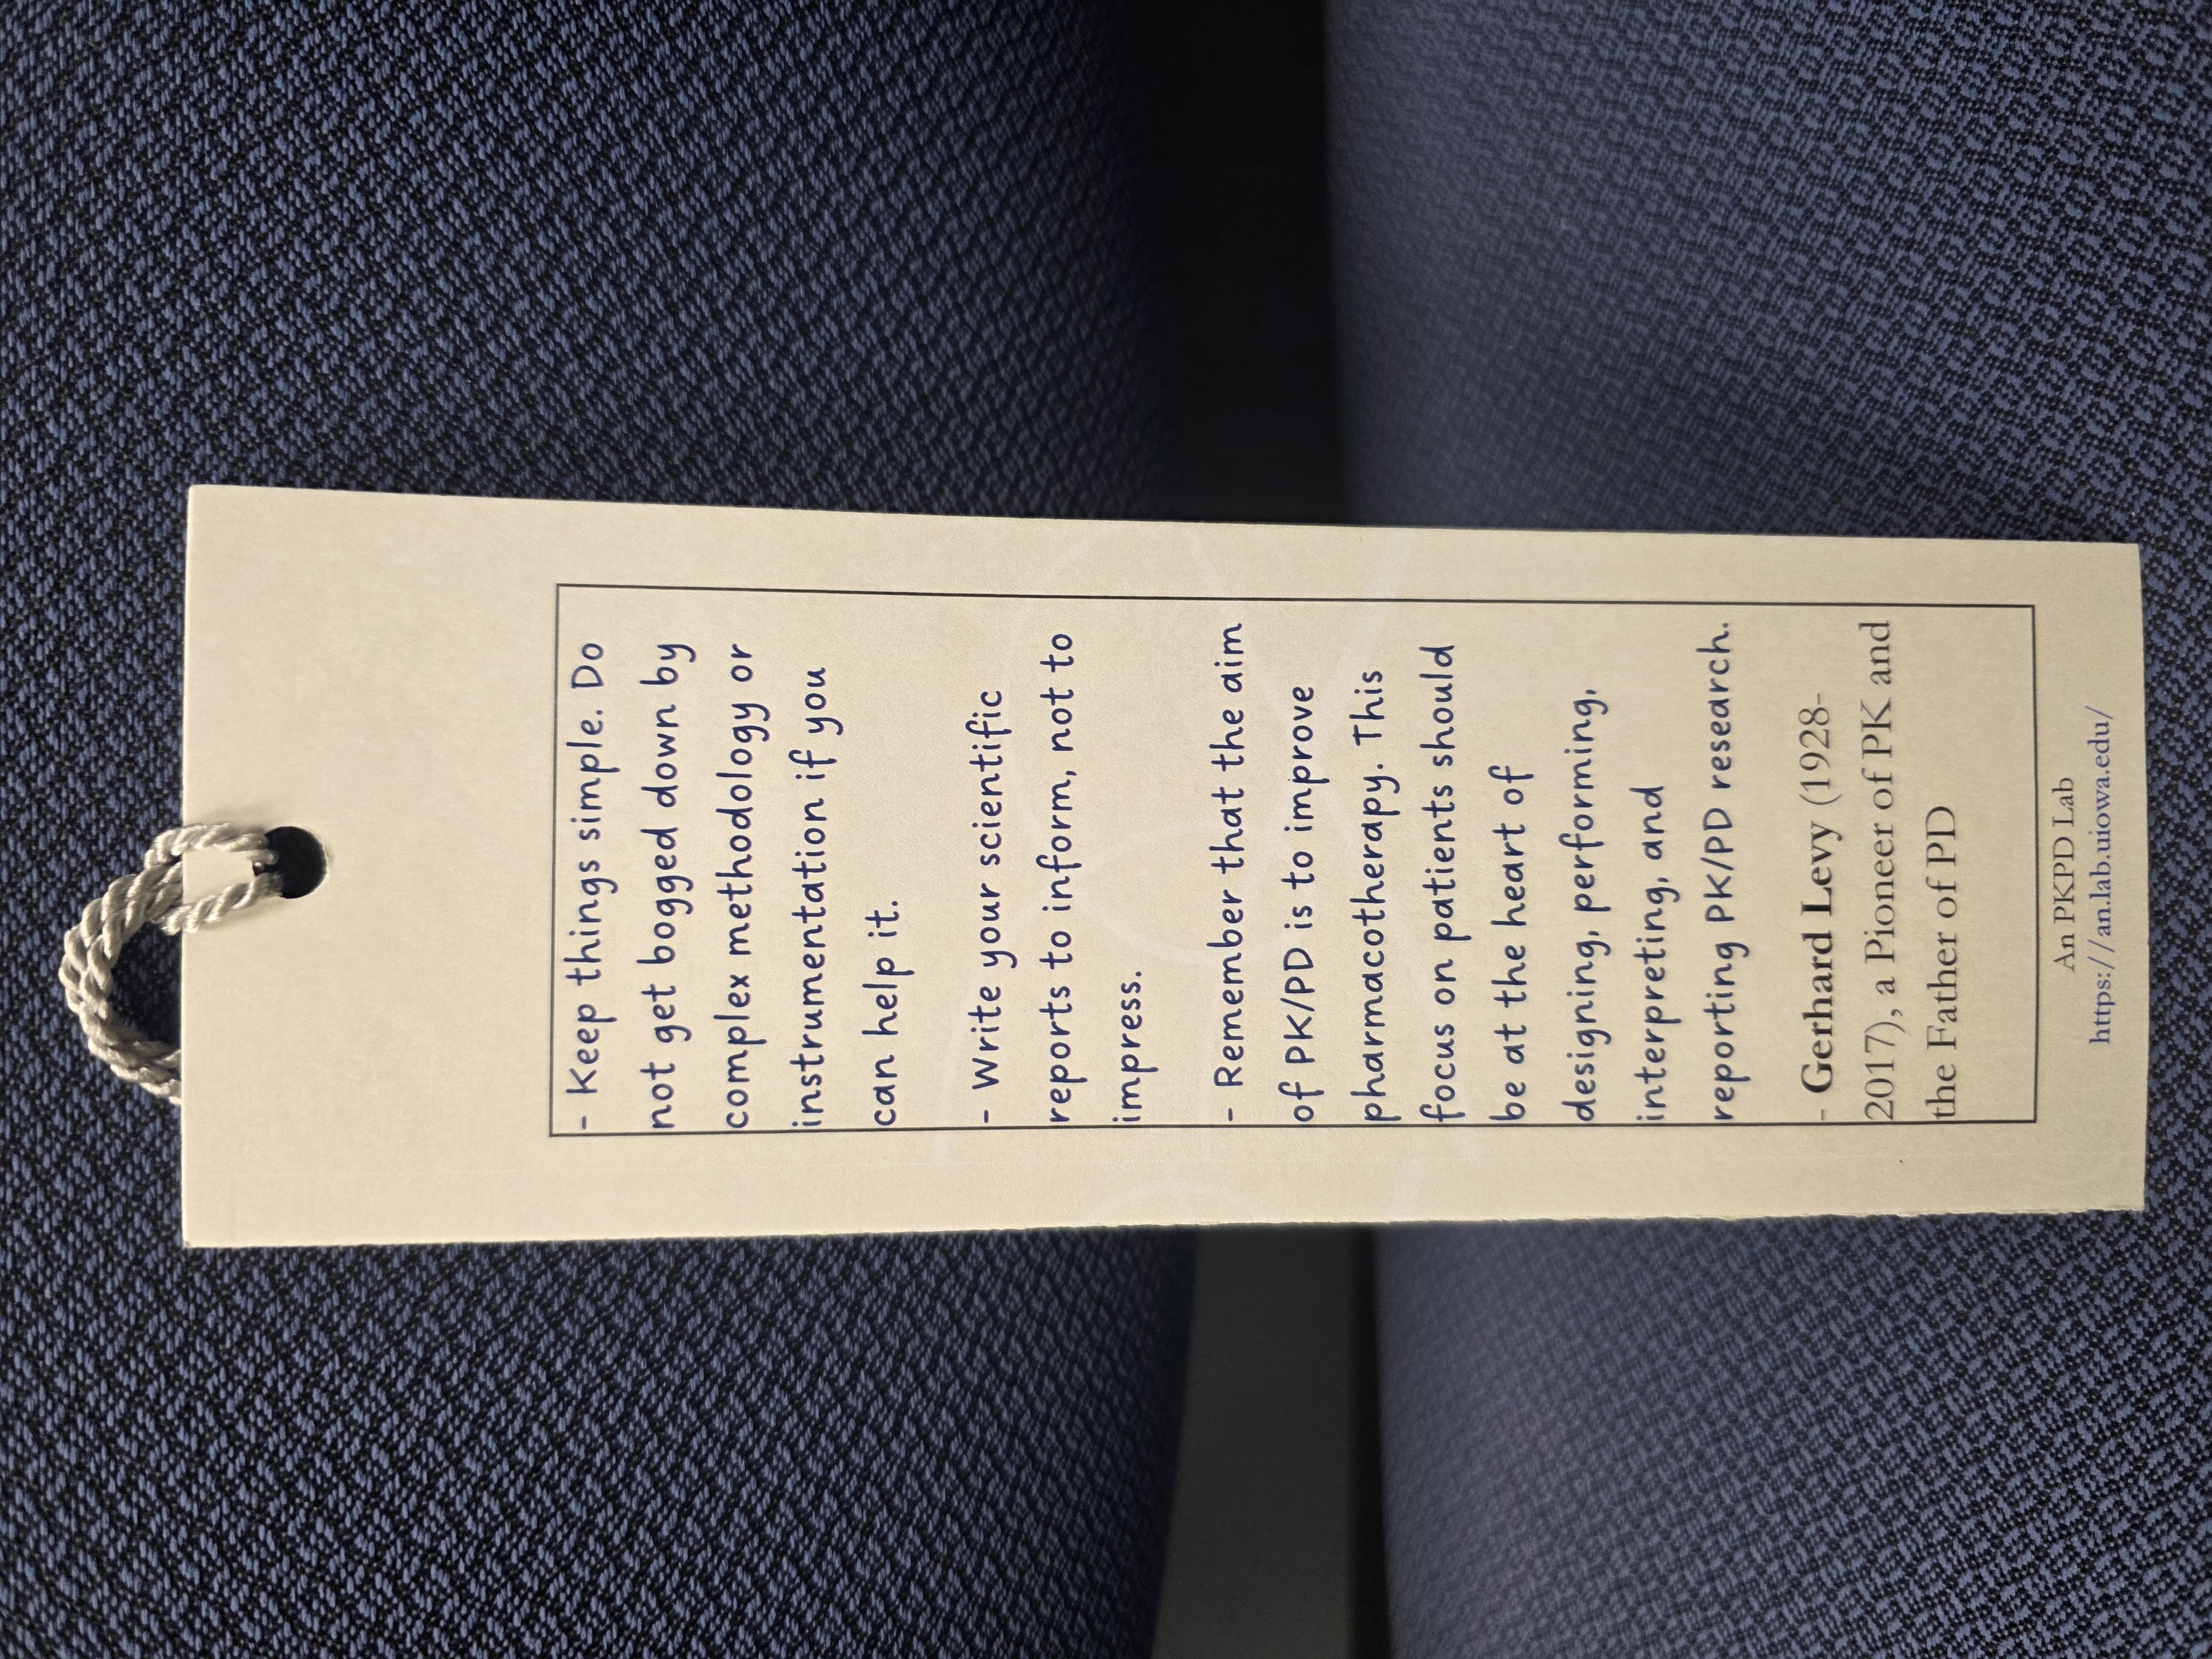 - Keep things simple. Do
not get bogged down by
complex methodology or
instrumentation if you
can help it.
- Write your scientific
reports to inform, not to
impress.
- Remember that the aim
of PK/PD is to improve
pharmacotherapy. This
focus on patients should
be at the heart of
designing, performing,
interpreting, and
reporting PK/PD research.
- Gerhard Levy (1928-
2017), a Pioneer of PK and
the Father of PD
An PKPD Lab
https://an.lab.uiowa.edu/